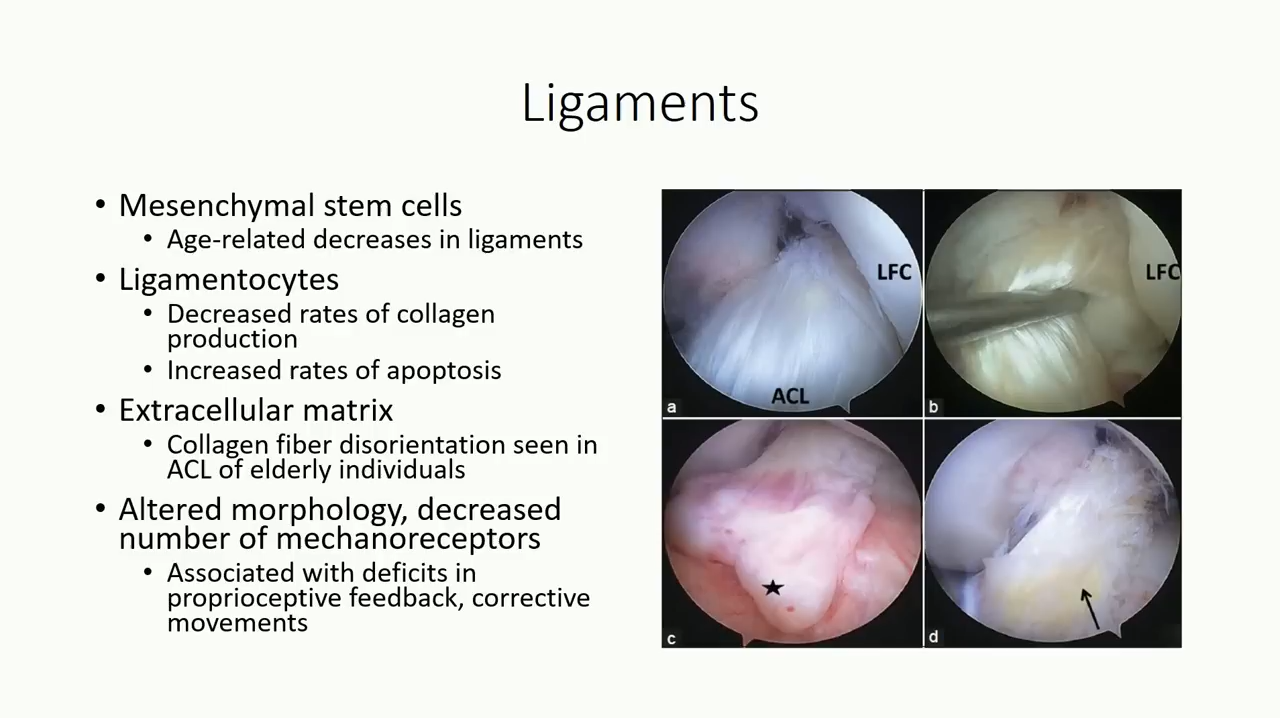 Ligaments
• Mesenchymal stem cells
• Age-related decreases in ligaments
• Ligamentocytes
• Decreased rates of collagen
production
• Increased rates of apoptosis
• Extracellular matrix
• Collagen fiber disorientation seen in
ACL of elderly individuals
• Altered morphology, decreased
number of mechanoreceptors
• Associated with deficits in
proprioceptive feedback, corrective
movements
LFC
ACL
a
LFC
b
c
d